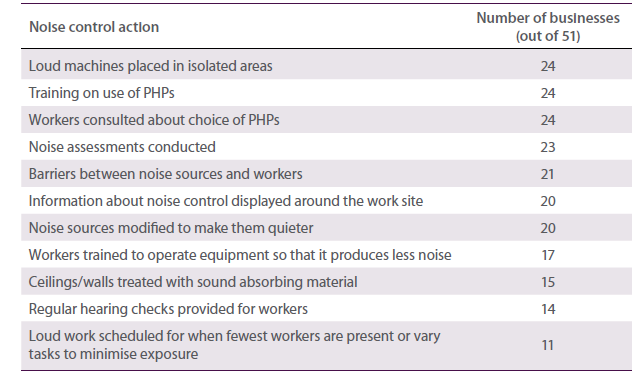 Noise control action
Number of businesses
(out of 51)
Loud machines placed in isolated areas 24
Training on use of PHPs 24
Workers consulted about choice of PHPs 24
Noise assessments conducted 23
Barriers between noise sources and workers 21
Information about noise control displayed around the work site 20
Noise sources modified to make them quieter 20
Workers trained to operate equipment so that it produces less noise 17
Ceilings/walls treated with sound absorbing material 15
Regular hearing checks provided for workers 14
Loud work scheduled for when fewest workers are present or vary
tasks to minimise exposure 11